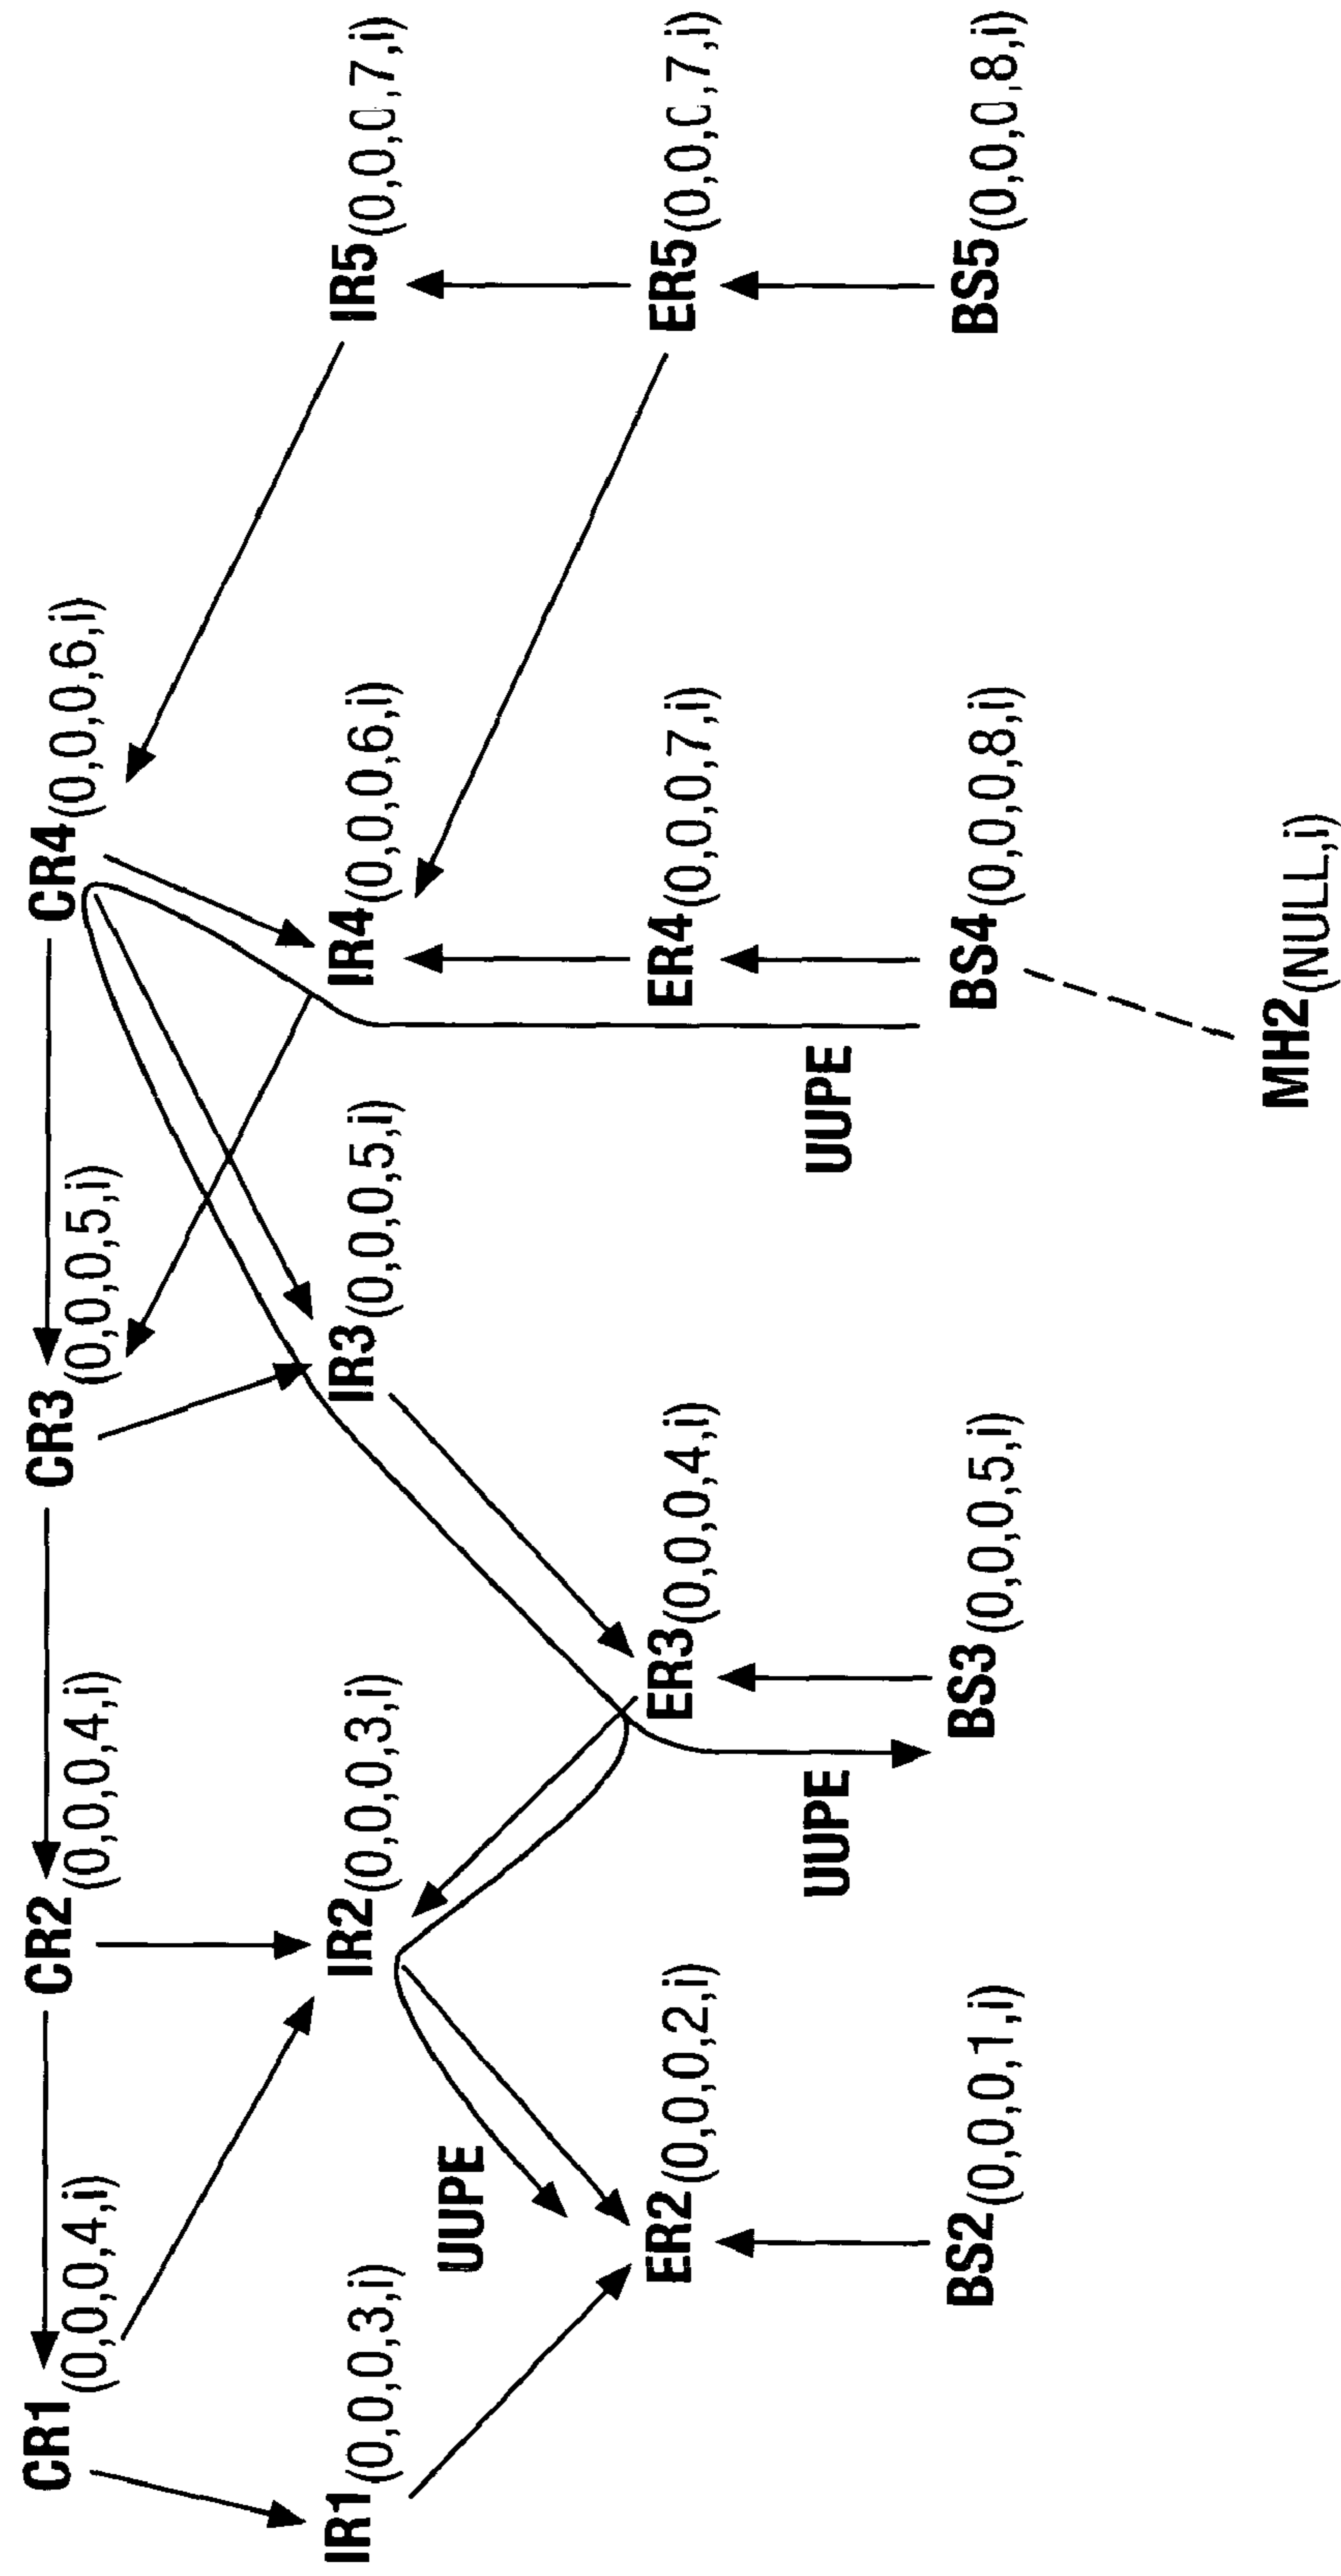 CR1(0,0,0,4,i) CR2(0,0,0,4,i) CR3(0,0,0,5,i) CR4(0,0,0,6,i)
IR1(0,0,0,3,i) IR2(0,0,0,3,i) IR3(0,0,0,5,i) IR4(0,0,0,6,i) IR5(0,0,0,7,i)
UUPE
ER2(0,0,0,2,i) ER3(0,0,0,4,i) ER4(0,0,0,7,i) ER5(0,0,0,7,i)
UUPE UUPE
BS2(0,0,0,1,i) BS3(0,0,0,5,i) BS4(0,0,0,8,i) BS5(0,0,0,8,i)
MH2(NULL,i)